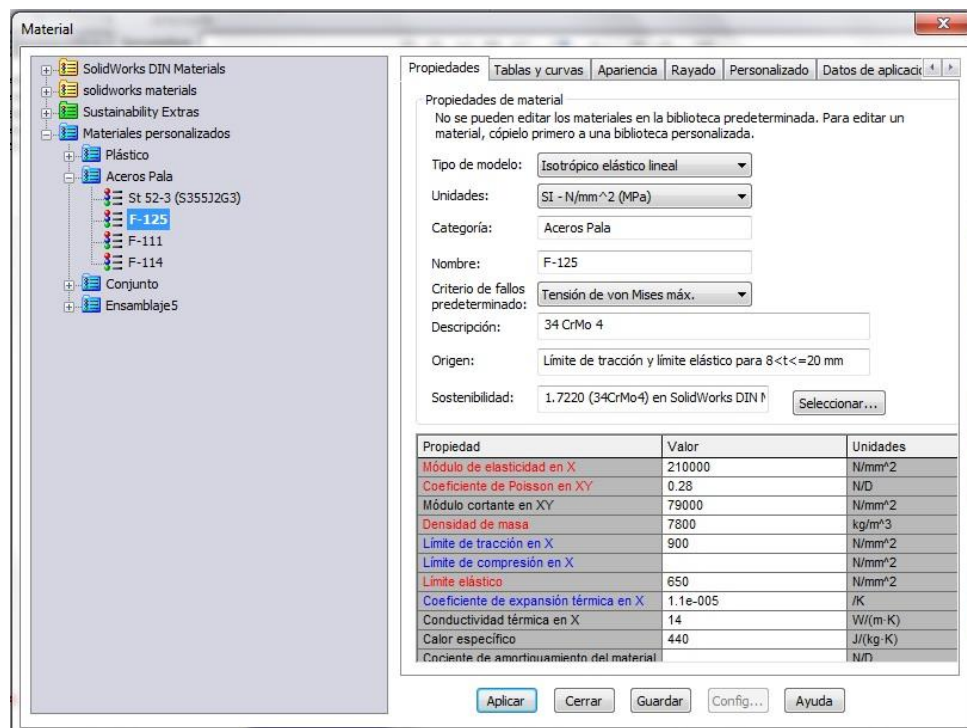 Material
SolidWorks DIN Materials
solidworks materials
Sustainability Extras
Materiales personalizados
Plástico
Aceros Pala
St 52-3 (S355J2G3)
F-125
F-111
F-114
Conjunto
Ensamblaje5
Propiedades Tablas y curvas Apariencia Rayado Personalizado Datos de aplicació
Propiedades de material
No se pueden editar los materiales en la biblioteca predeterminada. Para editar un
material, cópielo primero a una biblioteca personalizada.
Tipo de modelo: Isotrópico elástico lineal
Unidades: SI - N/mm^2 (MPa)
Categoría: Aceros Pala
Nombre: F-125
Criterio de fallos
predeterminado: Tensión de von Mises máx.
Descripción: 34 CrMo 4
Origen: Límite de tracción y límite elástico para 8<t<=20 mm
Sostenibilidad: 1.7220 (34CrMo4) en SolidWorks DIN M Seleccionar...
Propiedad Valor Unidades
Módulo de elasticidad en X 210000 N/mm^2
Coeficiente de Poisson en XY 0.28 N/D
Módulo cortante en XY 79000 N/mm^2
Densidad de masa 7800 kg/m^3
Límite de tracción en X 900 N/mm^2
Límite de compresión en X N/mm^2
Límite elástico 650 N/mm^2
Coeficiente de expansión térmica en X 1.1e-005 /K
Conductividad térmica en X 14 W/(m·K)
Calor específico 440 J/(kg·K)
Cociente de amortiguamiento del material N/D
Aplicar Cerrar Guardar Config... Ayuda